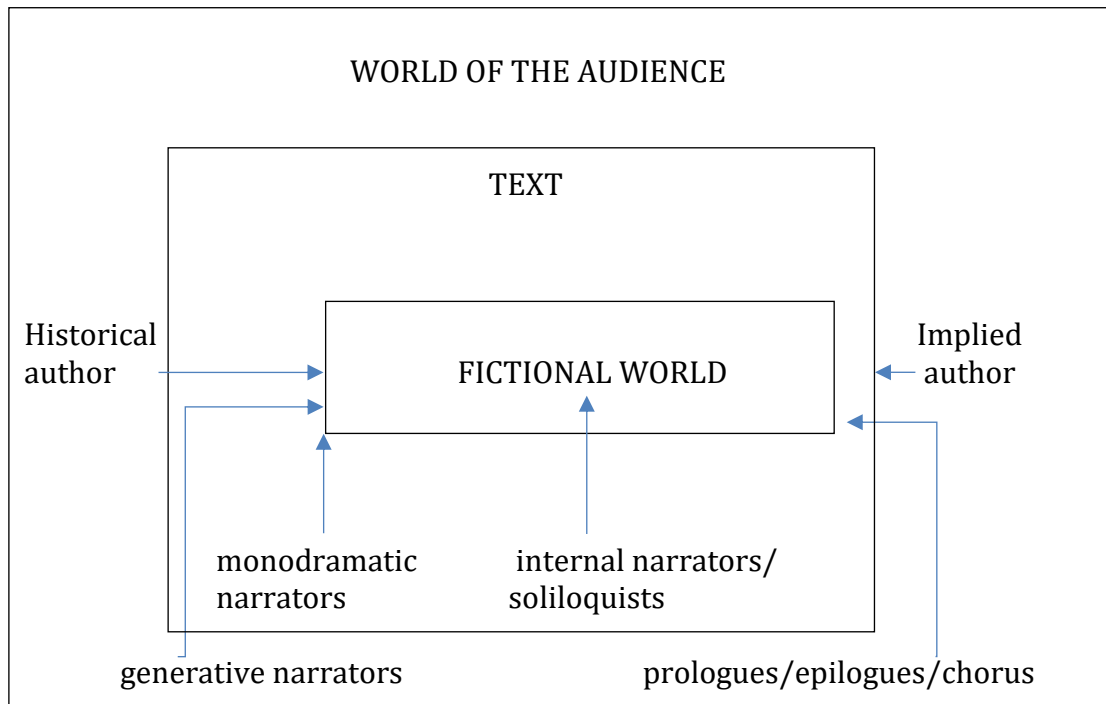 WORLD OF THE AUDIENCE
TEXT
Historical
author
FICTIONAL WORLD
Implied
author
monodramatic
narrators
internal narrators/
soliloquists
generative narrators
prologues/epilogues/chorus